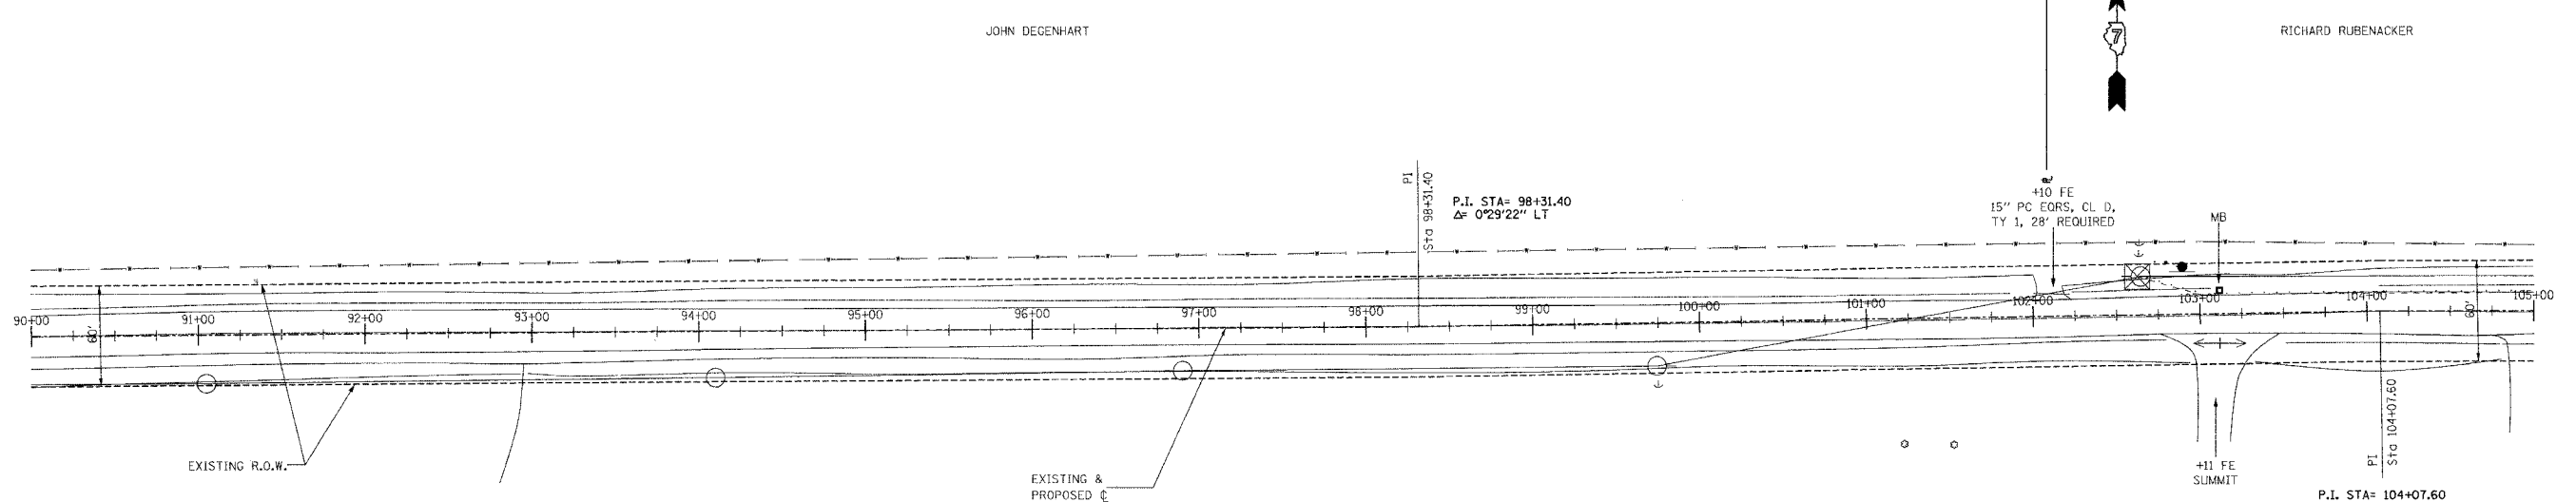 JOHN DEGENHART
7
RICHARD RUBENACKER
PI
Sta 98+31.40
P.I. STA= 98+31.40
Δ= 0°29'22" LT
PL
+10 FE
15" PC EQRS, CL D,
TY 1, 28' REQUIRED
MB
90+00 91+00 92+00 93+00 94+00 95+00 96+00 97+00 98+00 99+00 100+00 101+00 102+00 103+00 104+00 105+00
60'
60'
EXISTING R.O.W.
EXISTING &
PROPOSED ℄
+11 FE
SUMMIT
PI
Sta 104+07.60
P.I. STA= 104+07.60